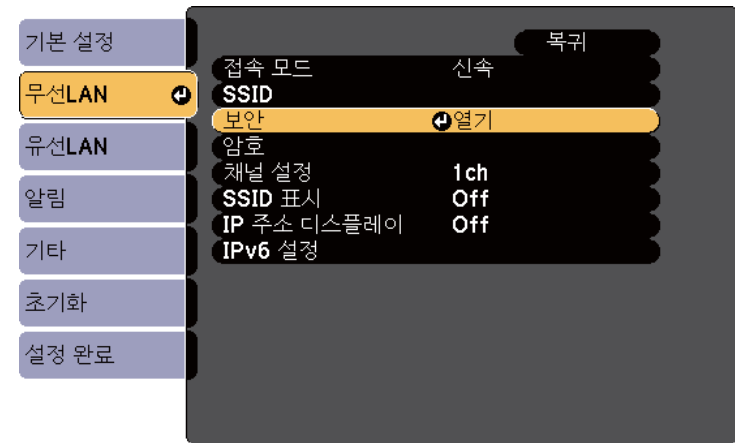 기본 설정
무선LAN
유선LAN
알림
기타
초기화
설정 완료
복귀
접속 모드 신속
SSID
보안 열기
암호
채널 설정 1ch
SSID 표시 Off
IP 주소 디스플레이 Off
IPv6 설정